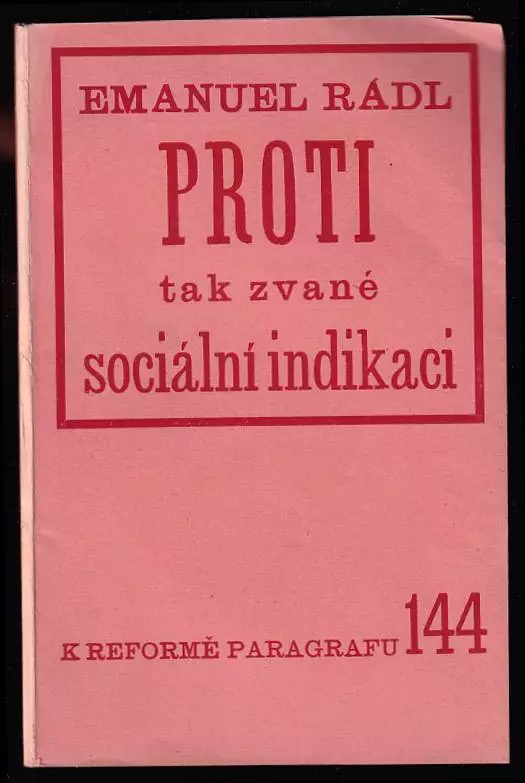 EMANUEL RÁDL
PROTI
tak zvané
sociální indikaci
K REFORMĚ PARAGRAFU 144